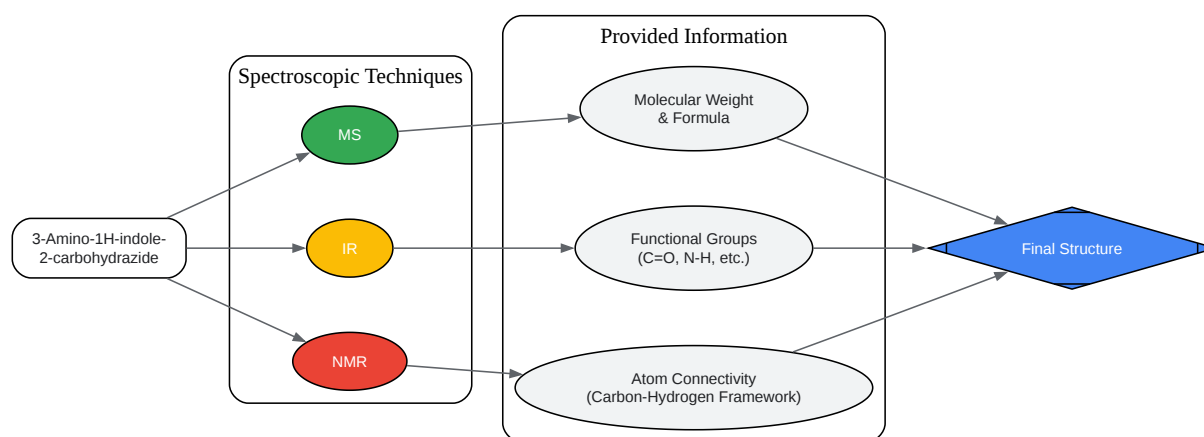 Provided Information
Spectroscopic Techniques
Molecular Weight
& Formula
MS
3-Amino-1H-indole-
2-carbohydrazide
IR
Functional Groups
(C=O, N-H, etc.)
Final Structure
NMR
Atom Connectivity
(Carbon-Hydrogen Framework)